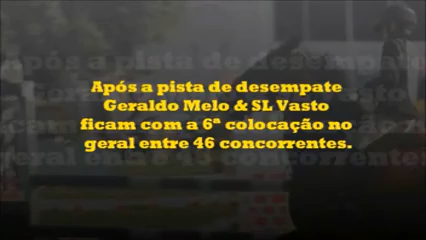 Após a pista de desempate
Geraldo Melo & SL Vasto
ficam com a 6ª colocação no
geral entre 46 concorrentes.